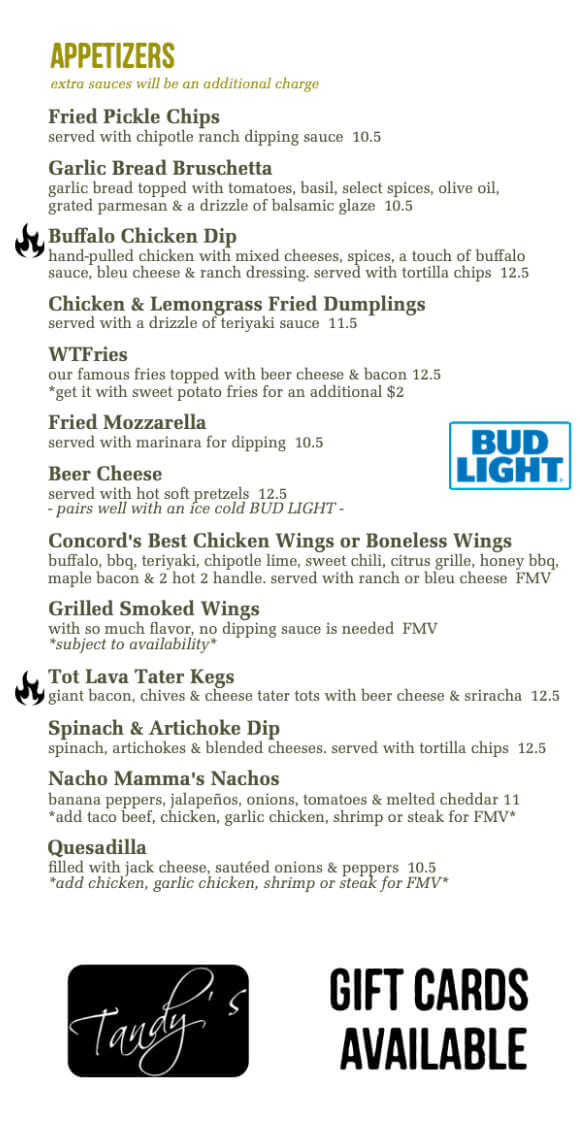 APPETIZERS
extra sauces will be an additional charge
Fried Pickle Chips
served with chipotle ranch dipping sauce 10.5
Garlic Bread Bruschetta
garlic bread topped with tomatoes, basil, select spices, olive oil,
grated parmesan & a drizzle of balsamic glaze 10.5
Buffalo Chicken Dip
hand-pulled chicken with mixed cheeses, spices, a touch of buffalo
sauce, bleu cheese & ranch dressing. served with tortilla chips 12.5
Chicken & Lemongrass Fried Dumplings
served with a drizzle of teriyaki sauce 11.5
WTFries
our famous fries topped with beer cheese & bacon 12.5
*get it with sweet potato fries for an additional $2
Fried Mozzarella
served with marinara for dipping 10.5
BUD
LIGHT
Beer Cheese
served with hot soft pretzels 12.5
- pairs well with an ice cold BUD LIGHT -
Concord's Best Chicken Wings or Boneless Wings
buffalo, bbq, teriyaki, chipotle lime, sweet chili, citrus grille, honey bbq,
maple bacon & 2 hot 2 handle. served with ranch or bleu cheese FMV
Grilled Smoked Wings
with so much flavor, no dipping sauce is needed FMV
*subject to availability*
Tot Lava Tater Kegs
giant bacon, chives & cheese tater tots with beer cheese & sriracha 12.5
Spinach & Artichoke Dip
spinach, artichokes & blended cheeses. served with tortilla chips 12.5
Nacho Mamma's Nachos
banana peppers, jalapeños, onions, tomatoes & melted cheddar 11
*add taco beef, chicken, garlic chicken, shrimp or steak for FMV*
Quesadilla
filled with jack cheese, sautéed onions & peppers 10.5
*add chicken, garlic chicken, shrimp or steak for FMV*
Tandy's
GIFT CARDS
AVAILABLE